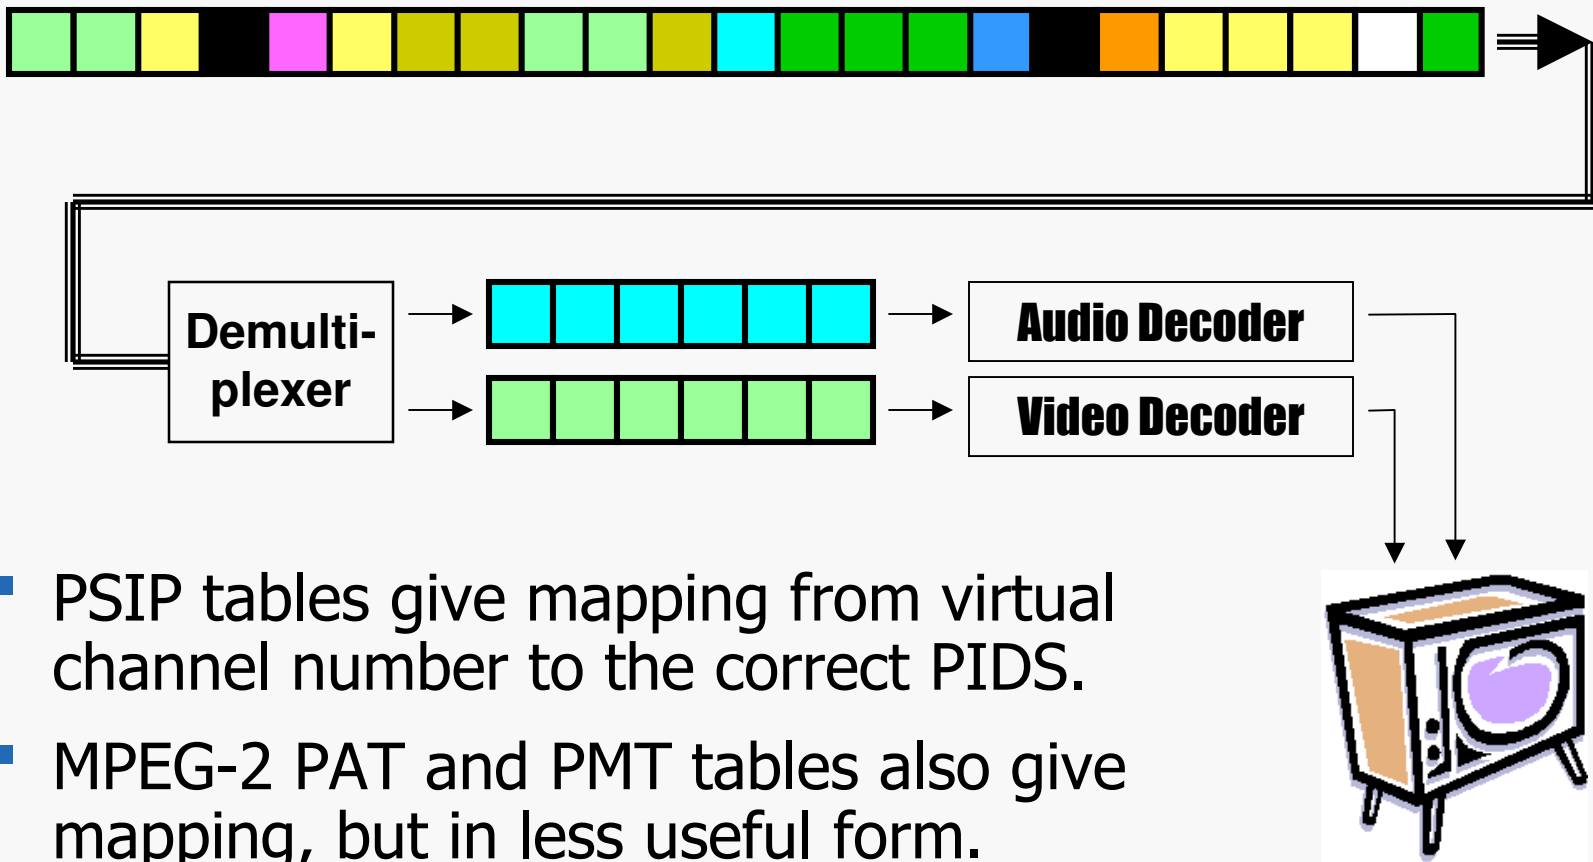 Demulti-
plexer
Audio Decoder
Video Decoder
PSIP tables give mapping from virtual
channel number to the correct PIDS.
MPEG-2 PAT and PMT tables also give
mapping, but in less useful form.